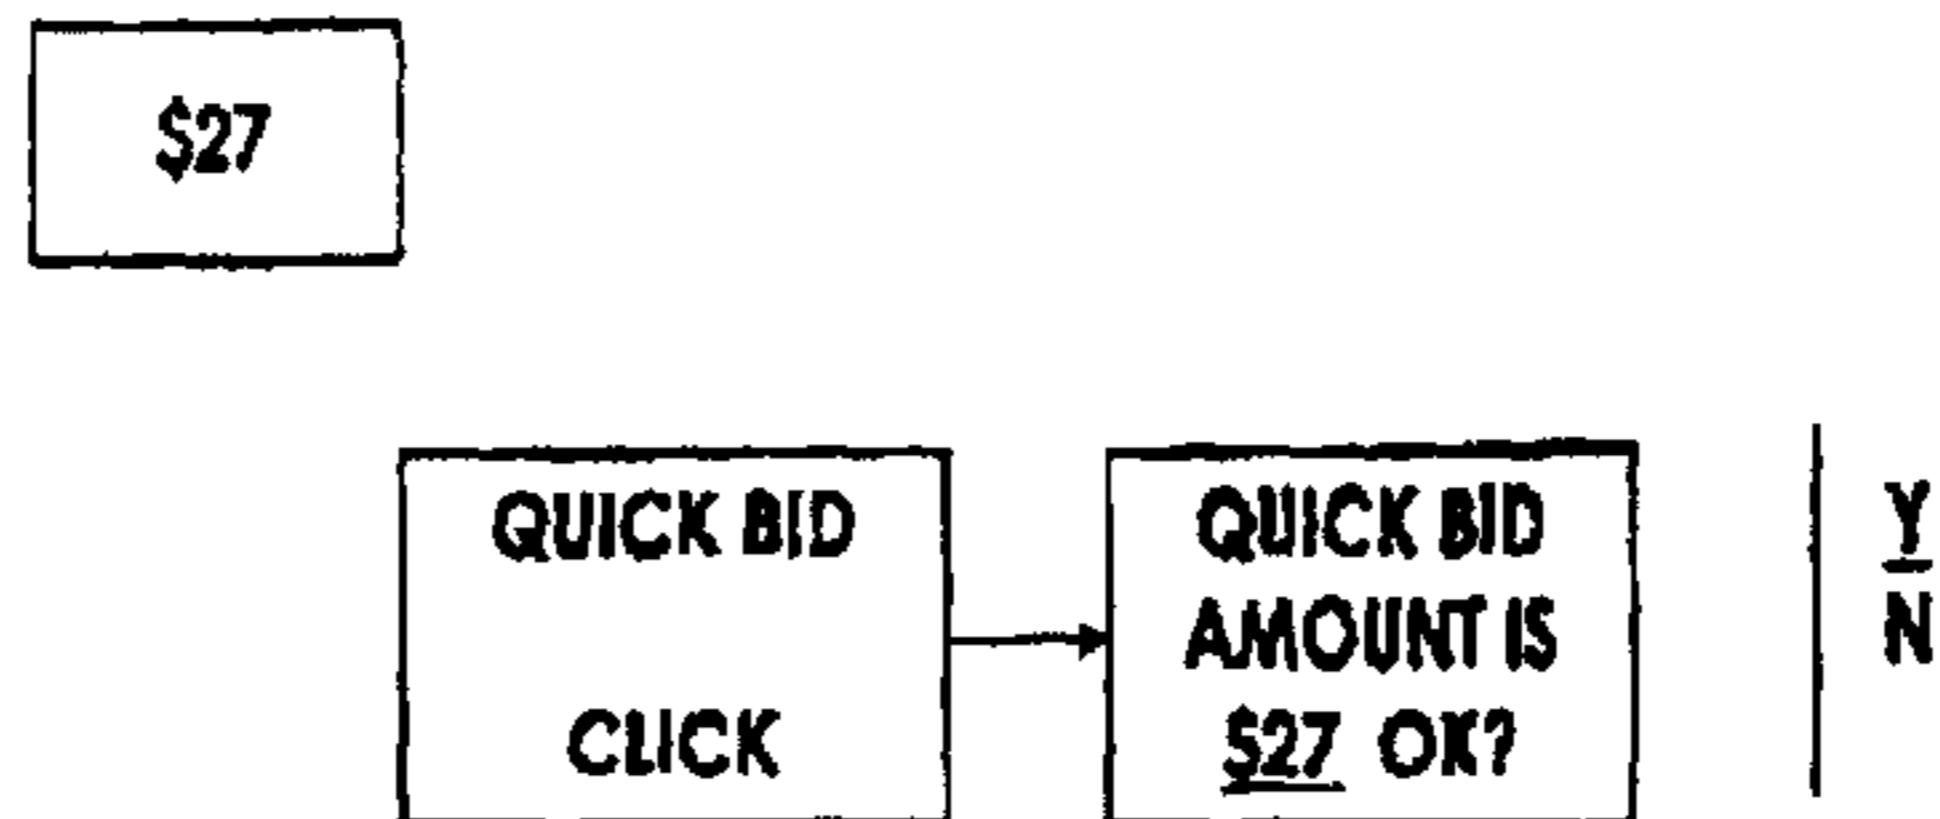 $27
QUICK BID
CLICK
QUICK BID
AMOUNT IS
$27 OK?
Y
N